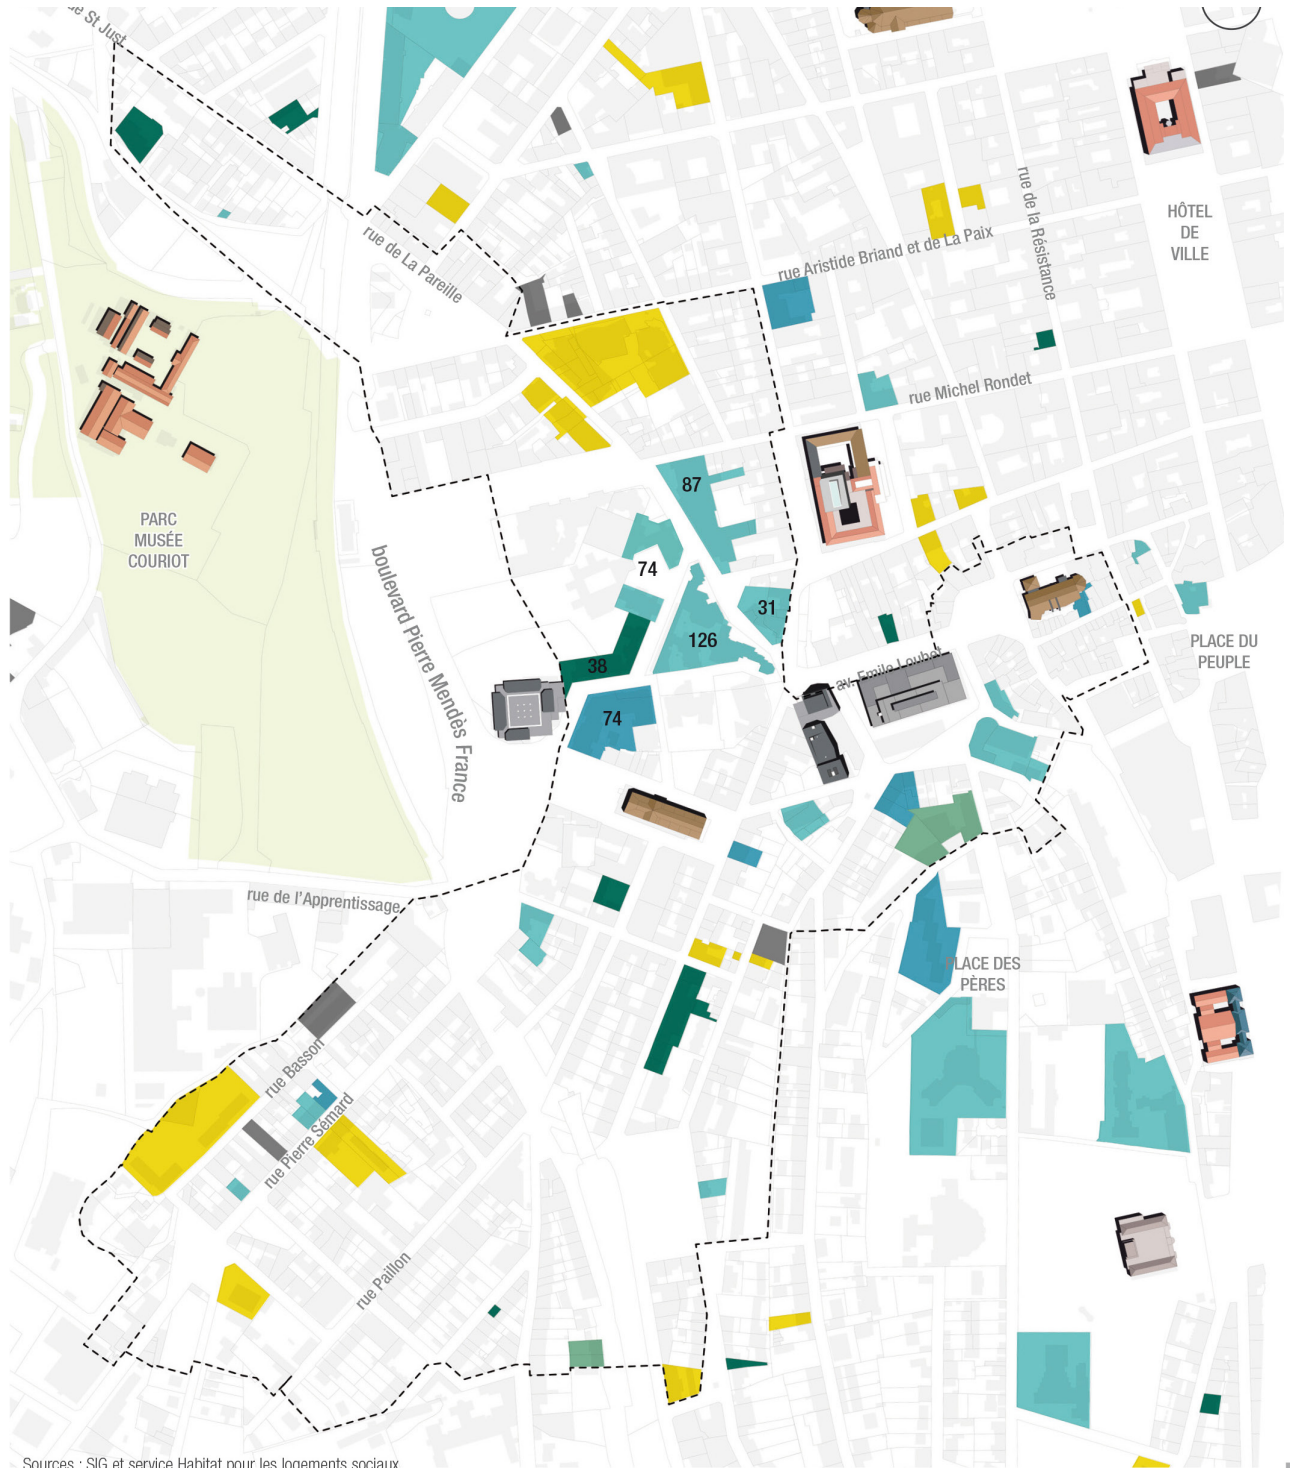 rue St Just
rue de La Pareille
rue Aristide Briand et de La Paix
rue de la Résistance
HÔTEL
DE
VILLE
rue Michel Rondet
PARC
MUSÉE
COURIOT
boulevard Pierre Mendès France
87
74
31
126
38
74
av. Emile Loubet
PLACE DU
PEUPLE
rue de l'Apprentissage
PLACE DES
PÈRES
rue Basson
rue Pierre Sémard
rue Paillon
Sources : SIG et service Habitat pour les logements sociaux